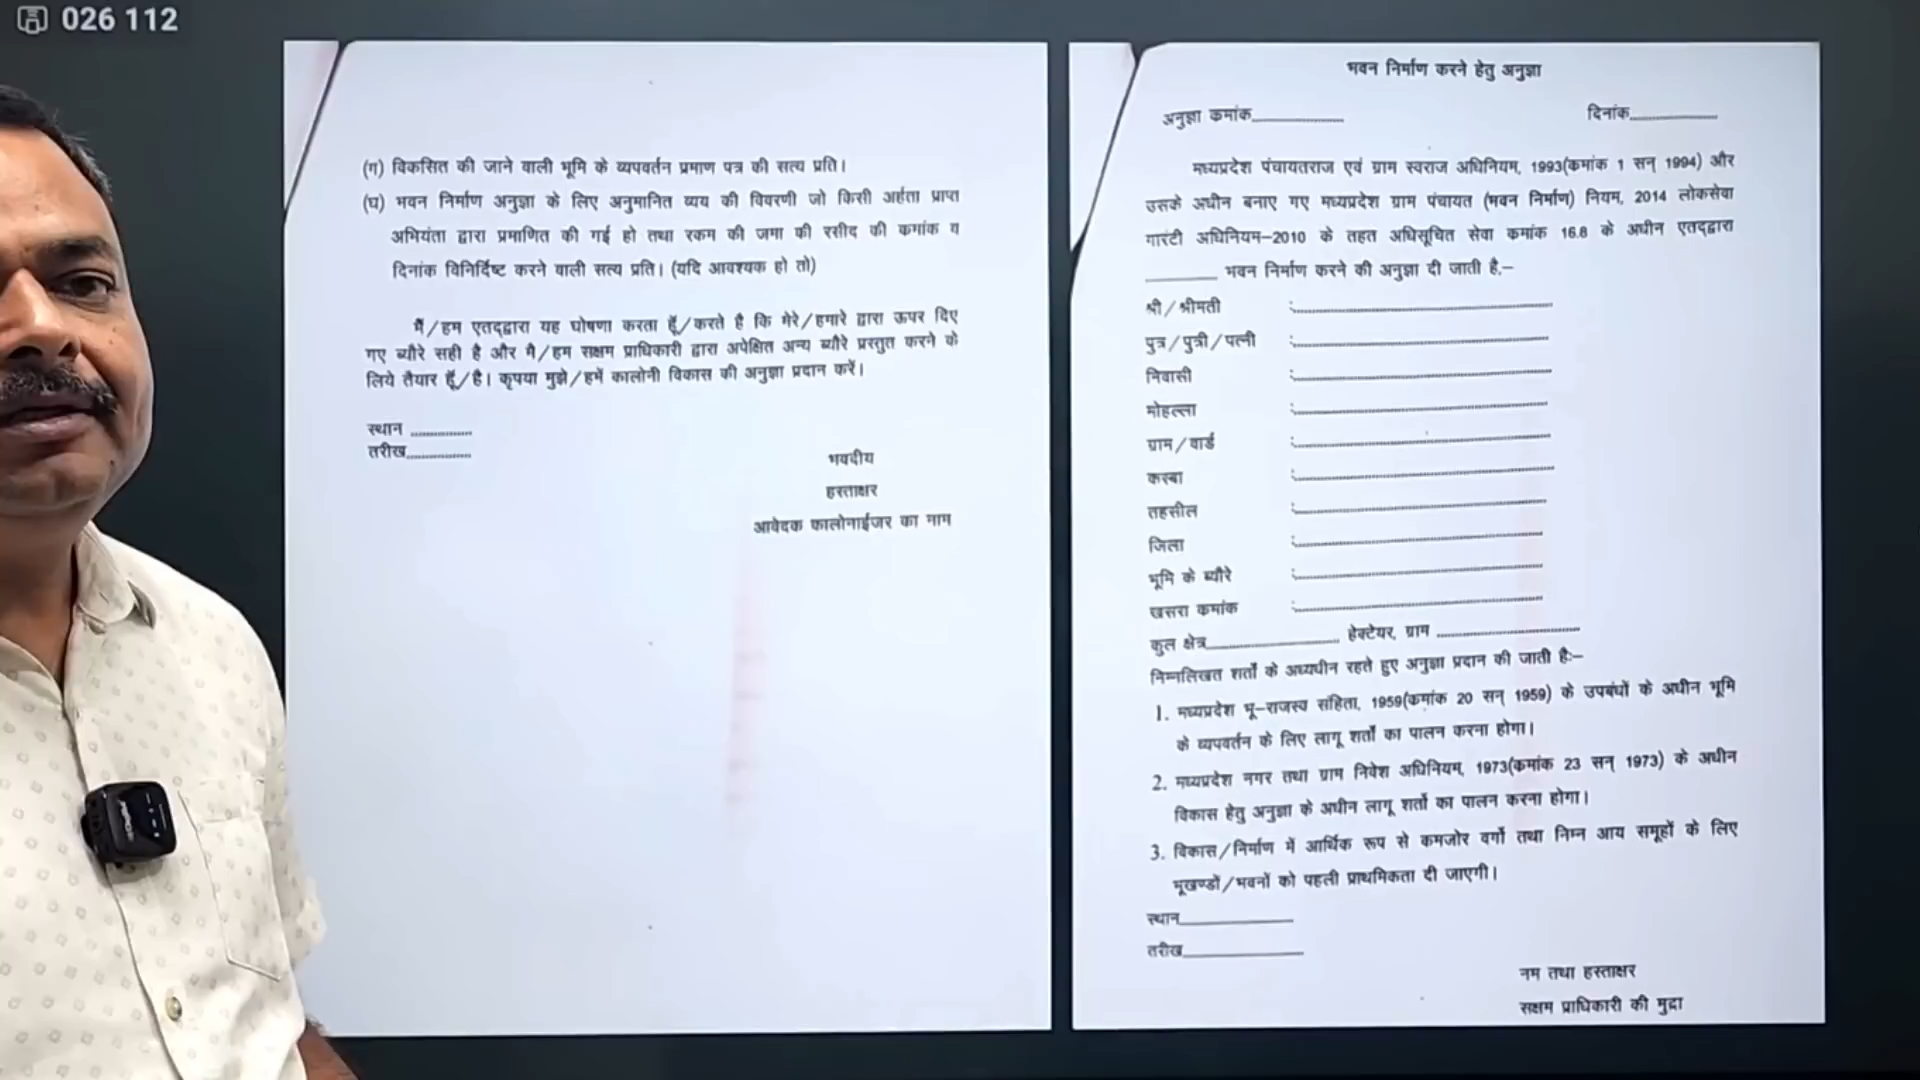 026 112
(ग) विकसित की जाने वाली भूमि के व्यपवर्तन प्रमाण पत्र की सत्य प्रति।
(घ) भवन निर्माण अनुज्ञा के लिए अनुमानित व्यय की विवरणी जो किसी अर्हता प्राप्त
अभियंता द्वारा प्रमाणित की गई हो तथा रकम की जमा की रसीद की कमांक व
दिनांक विनिर्दिष्ट करने वाली सत्य प्रति। (यदि आवश्यक हो तो)
मैं/हम एतद्द्वारा यह घोषणा करता हूँ/करते है कि मेरे/हमारे द्वारा ऊपर दिए
गए ब्यौरे सही है और मै/हम सक्षम प्राधिकारी द्वारा अपेक्षित अन्य ब्यौरे प्रस्तुत करने के
लिये तैयार हूँ/है। कृपया मुझे/हमें कालोनी विकास की अनुज्ञा प्रदान करें।
स्थान ................
तरीख................
भवदीय
हस्ताक्षर
आवेदक कालोनाईजर का नाम
भवन निर्माण करने हेतु अनुज्ञा
अनुज्ञा कमांक____________ दिनांक____________
मध्यप्रदेश पंचायतराज एवं ग्राम स्वराज अधिनियम, 1993(कमांक 1 सन् 1994) और
उसके अधीन बनाए गए मध्यप्रदेश ग्राम पंचायत (भवन निर्माण) नियम, 2014 लोकसेवा
गारंटी अधिनियम–2010 के तहत अधिसूचित सेवा कमांक 16.8 के अधीन एतद्द्वारा
_________ भवन निर्माण करने की अनुज्ञा दी जाती है,–
श्री/श्रीमती :................................
पुत्र/पुत्री/पत्नी :................................
निवासी :................................
मोहल्ला :................................
ग्राम/वार्ड :................................
कस्बा :................................
तहसील :................................
जिला :................................
भूमि के ब्यौरे :................................
खसरा कमांक :................................
कुल क्षेत्र................ हेक्टेयर, ग्राम ................
निम्नलिखत शर्तों के अध्यधीन रहते हुए अनुज्ञा प्रदान की जाती हैः–
1. मध्यप्रदेश भू–राजस्व संहिता, 1959(कमांक 20 सन् 1959) के उपबंधों के अधीन भूमि
के व्यपवर्तन के लिए लागू शर्तों का पालन करना होगा।
2. मध्यप्रदेश नगर तथा ग्राम निवेश अधिनियम, 1973(कमांक 23 सन् 1973) के अधीन
विकास हेतु अनुज्ञा के अधीन लागू शर्तों का पालन करना होगा।
3. विकास/निर्माण में आर्थिक रूप से कमजोर वर्गो तथा निम्न आय समूहों के लिए
भूखण्डों/भवनों को पहली प्राथमिकता दी जाएगी।
स्थान____________
तरीख____________
नम तथा हस्ताक्षर
सक्षम प्राधिकारी की मुद्रा